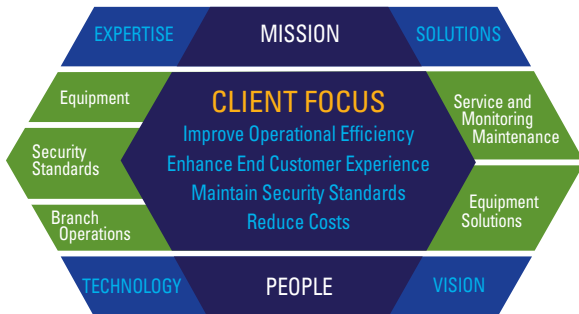 EXPERTISE
MISSION
SOLUTIONS
Equipment
Security
Standards
Branch
Operations
CLIENT FOCUS
Improve Operational Efficiency
Enhance End Customer Experience
Maintain Security Standards
Reduce Costs
Service and
Monitoring
Maintenance
Equipment
Solutions
TECHNOLOGY
PEOPLE
VISION